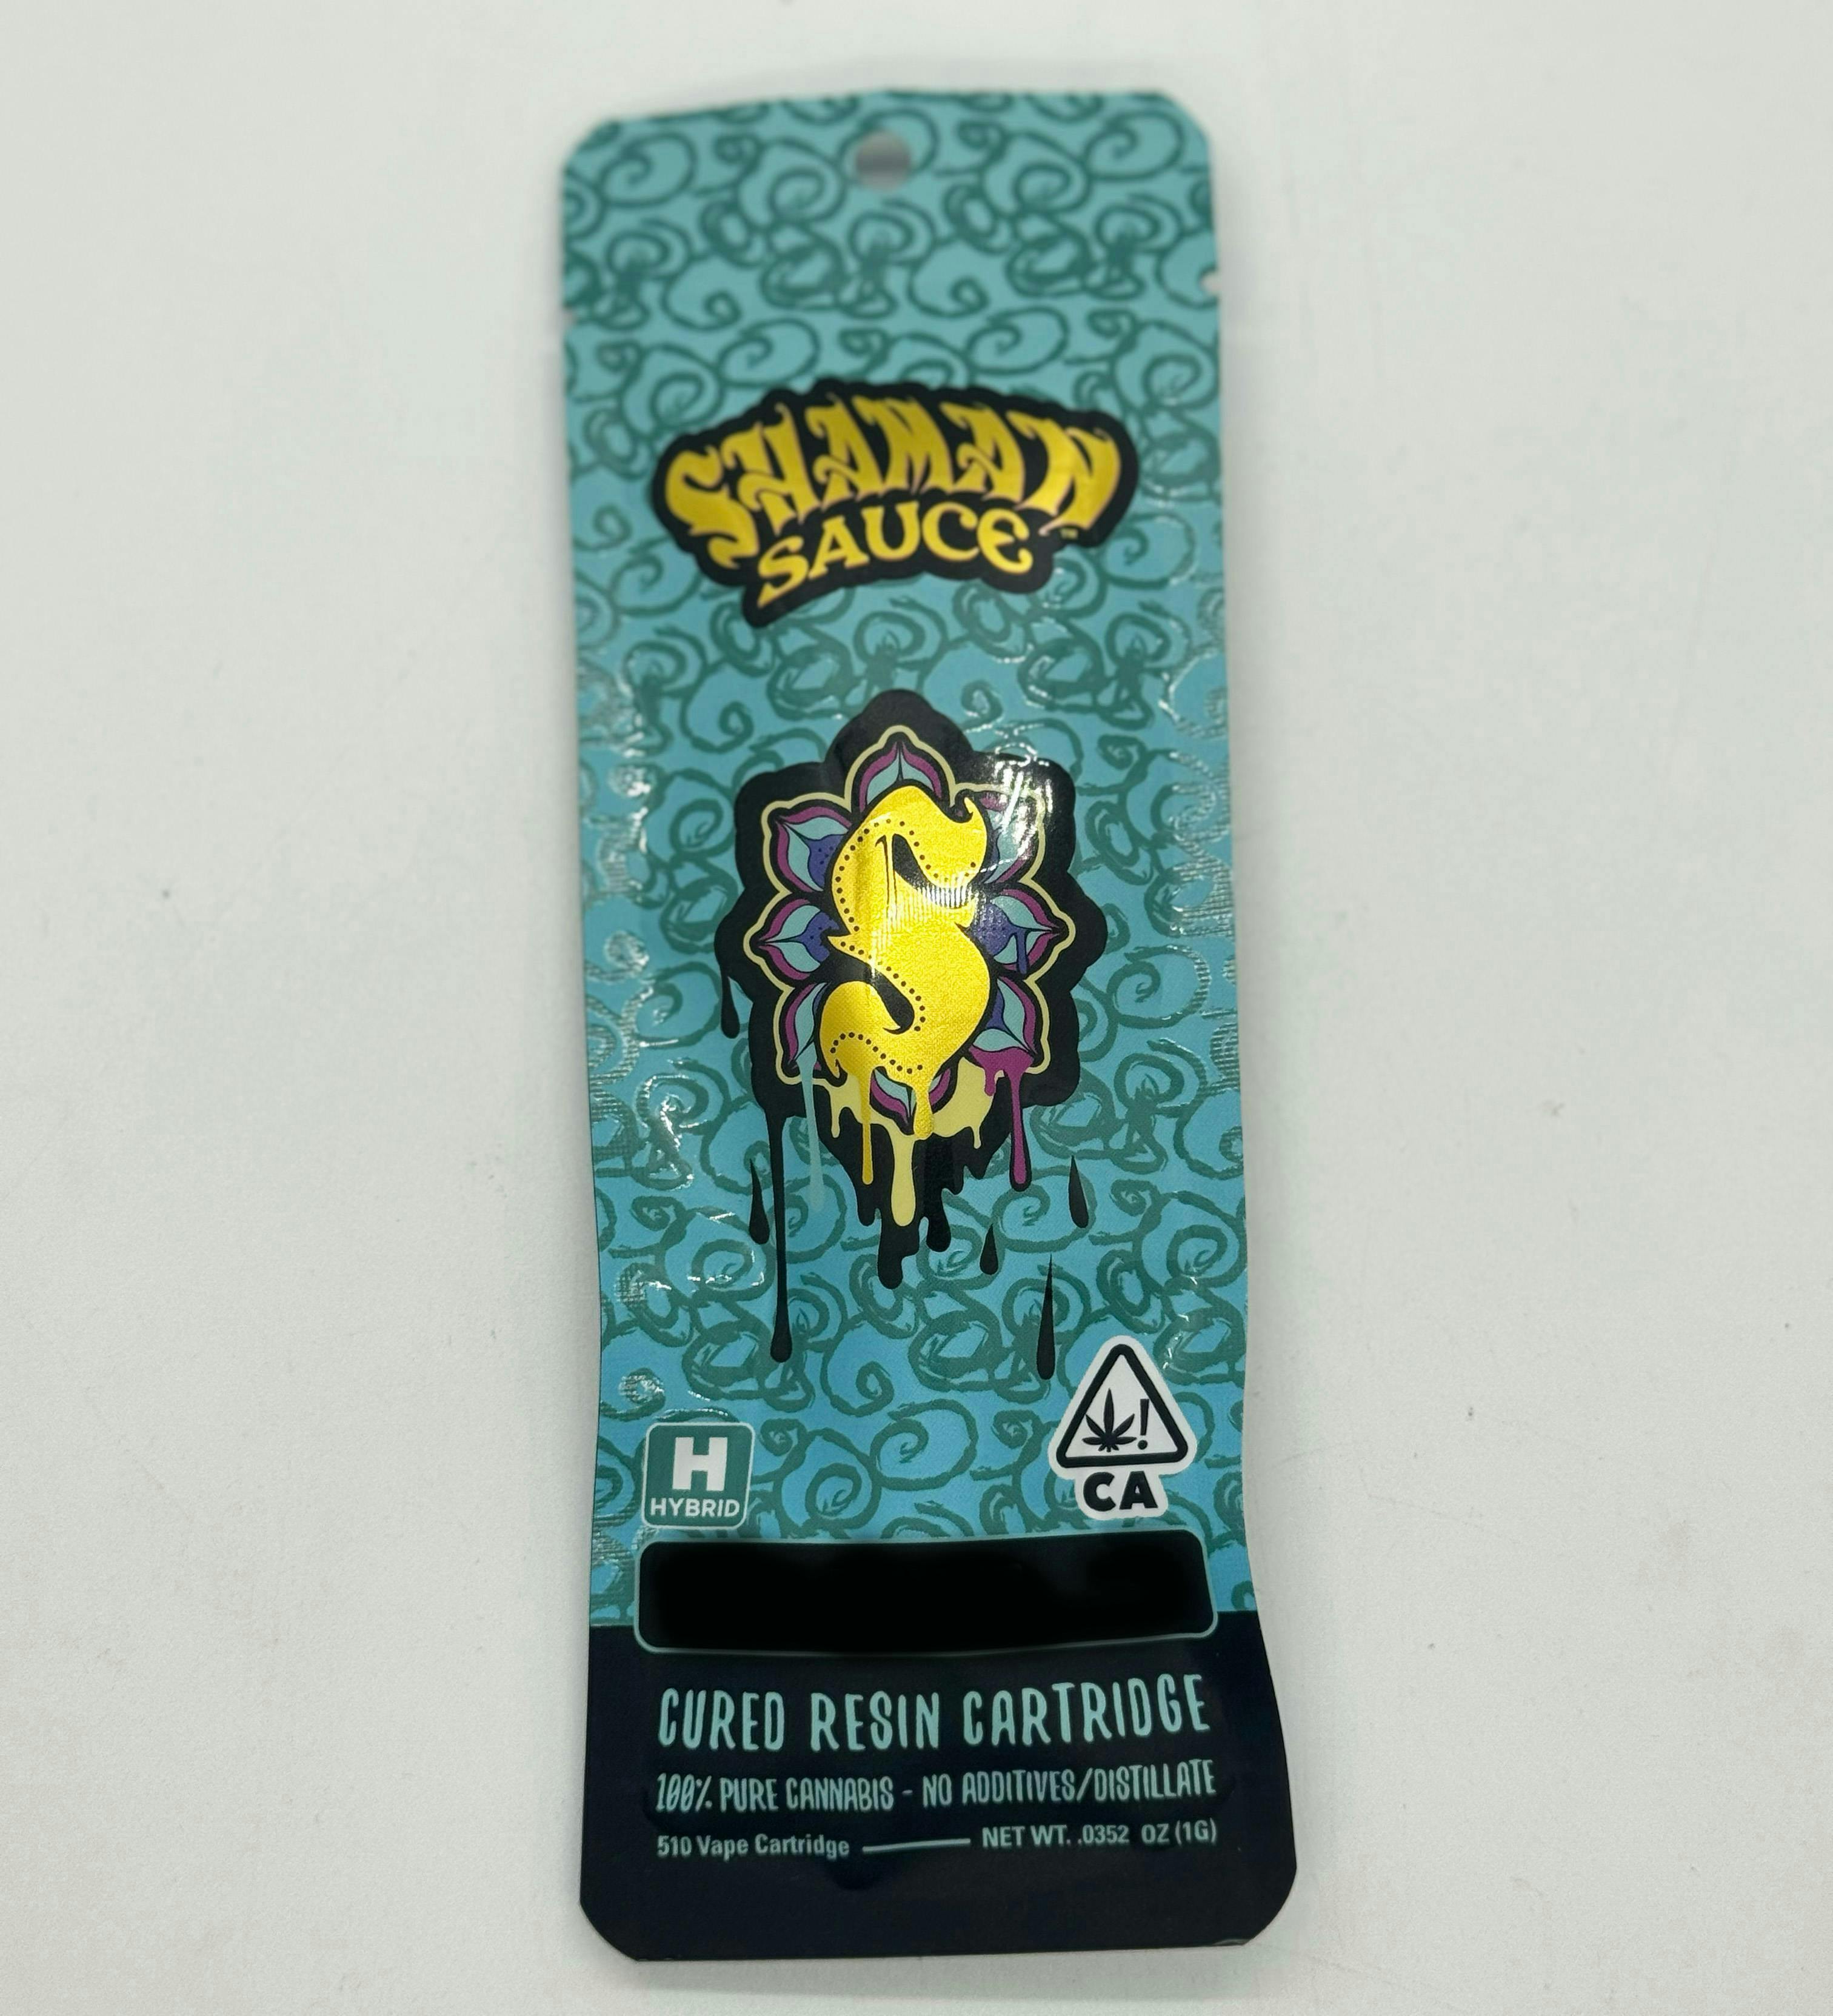 SHAMAN
SAUCE™
S
H
HYBRID
!
CA
CURED RESIN CARTRIDGE
100% PURE CANNABIS - NO ADDITIVES/DISTILLATE
510 Vape Cartridge NET WT. .0352 OZ (1G)